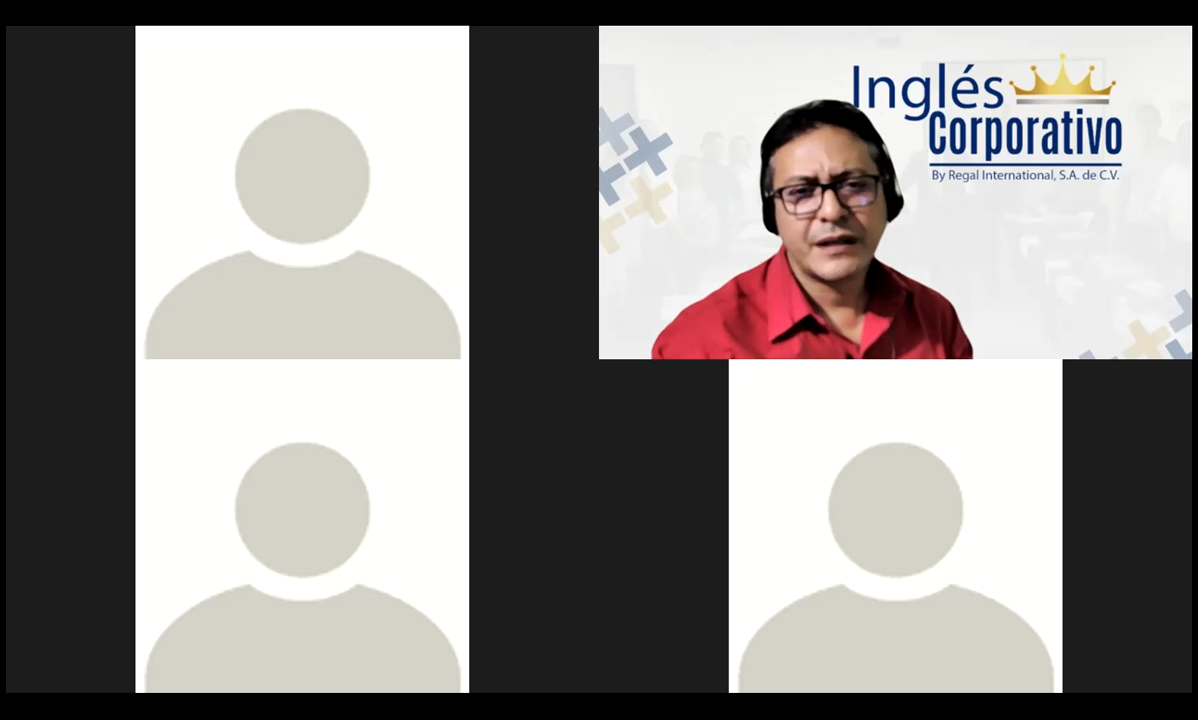 Inglés
Corporativo
By Regal International, S.A. de C.V.